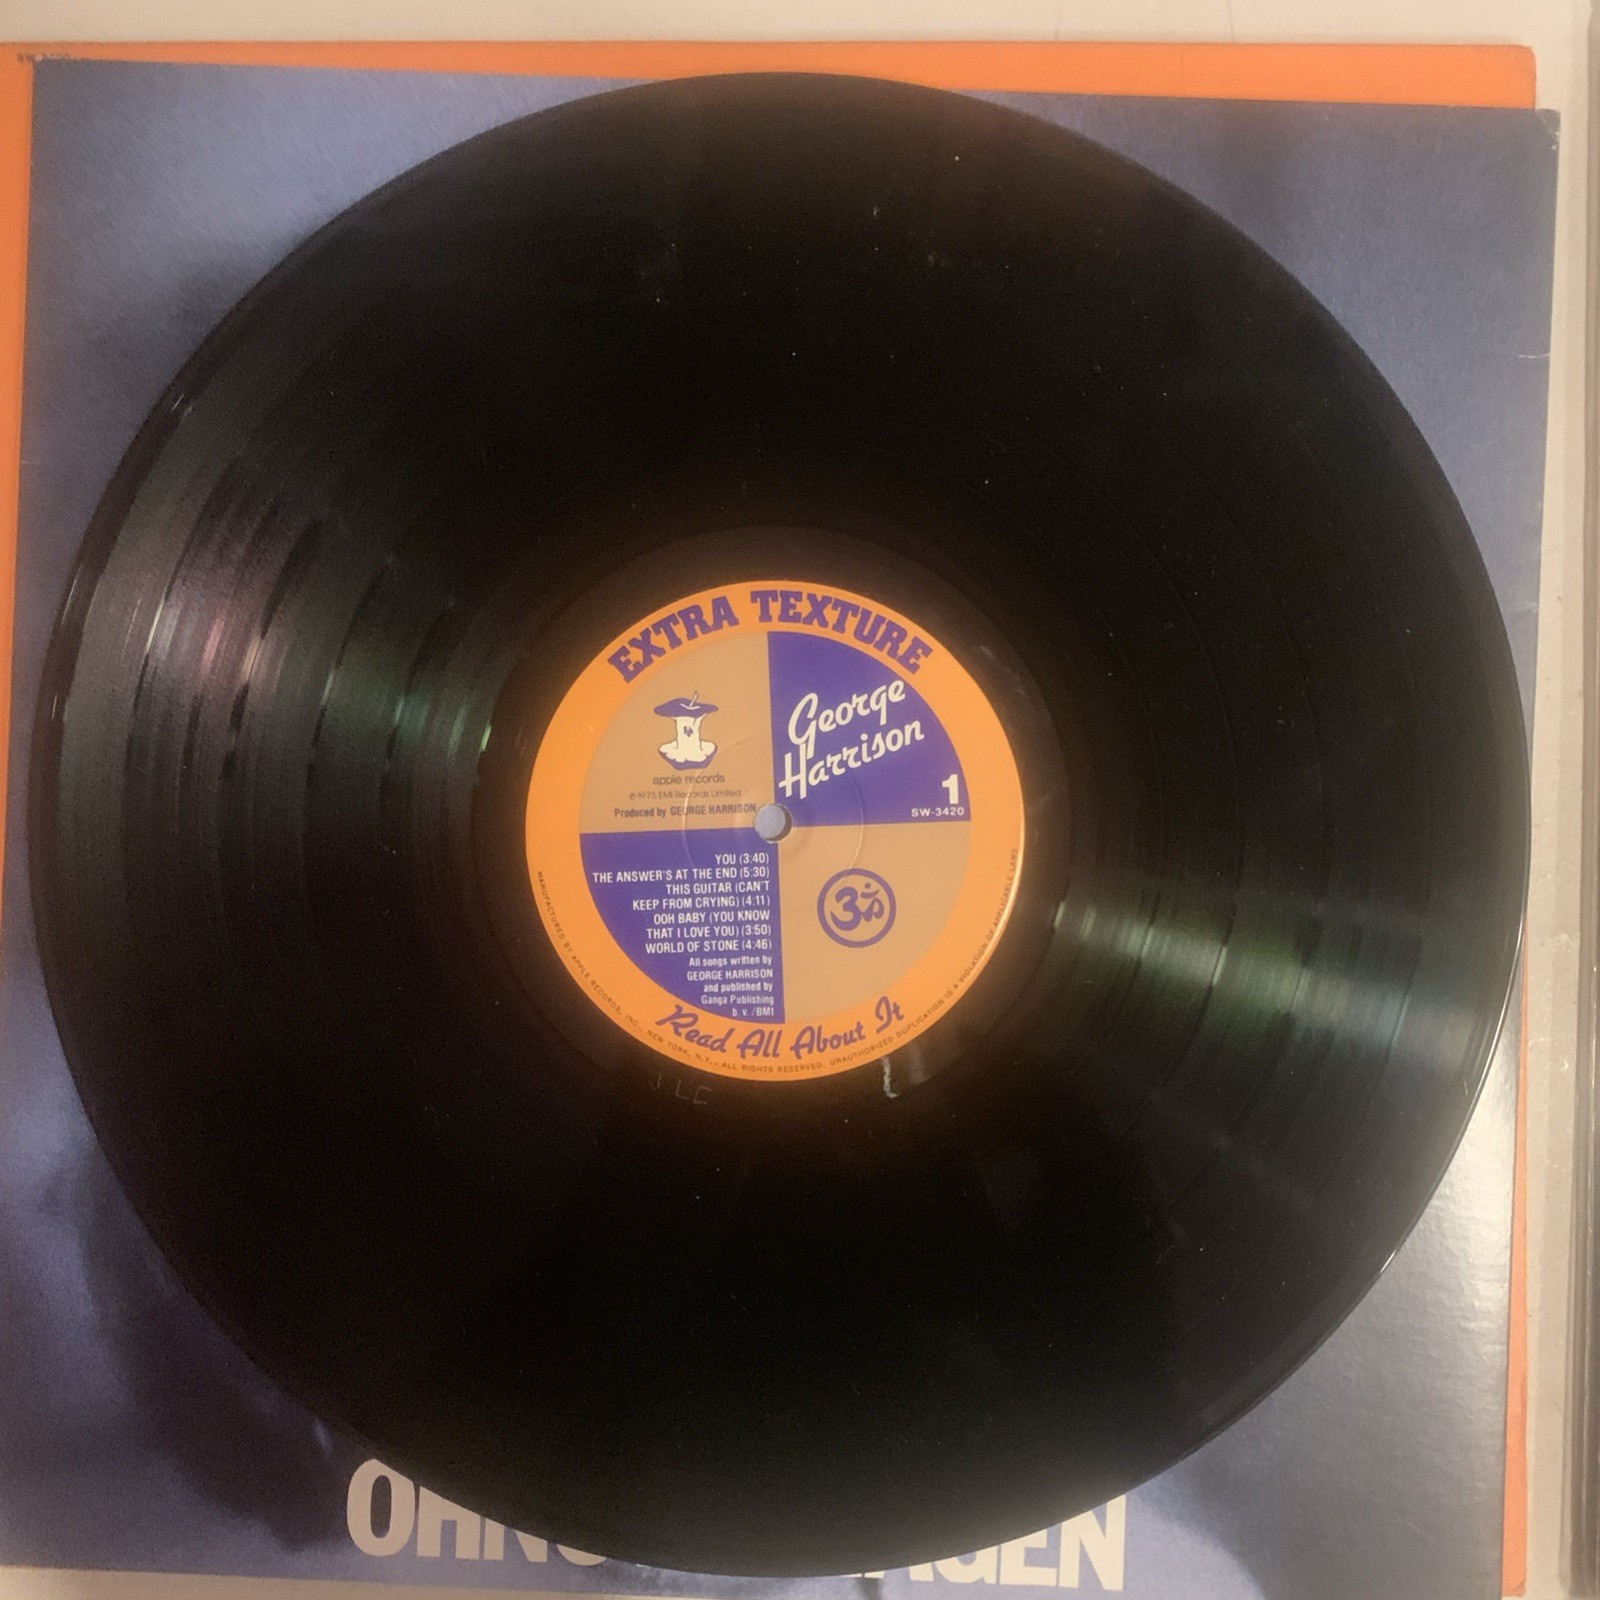 EXTRA TEXTURE
George
Harrison
apple records
℗1975 EMI Records Limited
Produced by GEORGE HARRISON
1
SW-3420
YOU (3:40)
THE ANSWER'S AT THE END (5:30)
THIS GUITAR (CAN'T
KEEP FROM CRYING) (4:11)
OOH BABY (YOU KNOW
THAT I LOVE YOU) (3:50)
WORLD OF STONE (4:46)
All songs written by
GEORGE HARRISON
and published by
Ganga Publishing
b. v. /BMI
ॐ
Read All About It
MANUFACTURED BY APPLE RECORDS, INC., NEW YORK, N.Y., ALL RIGHTS RESERVED. UNAUTHORIZED DUPLICATION IS A VIOLATION OF APPLICABLE LAWS